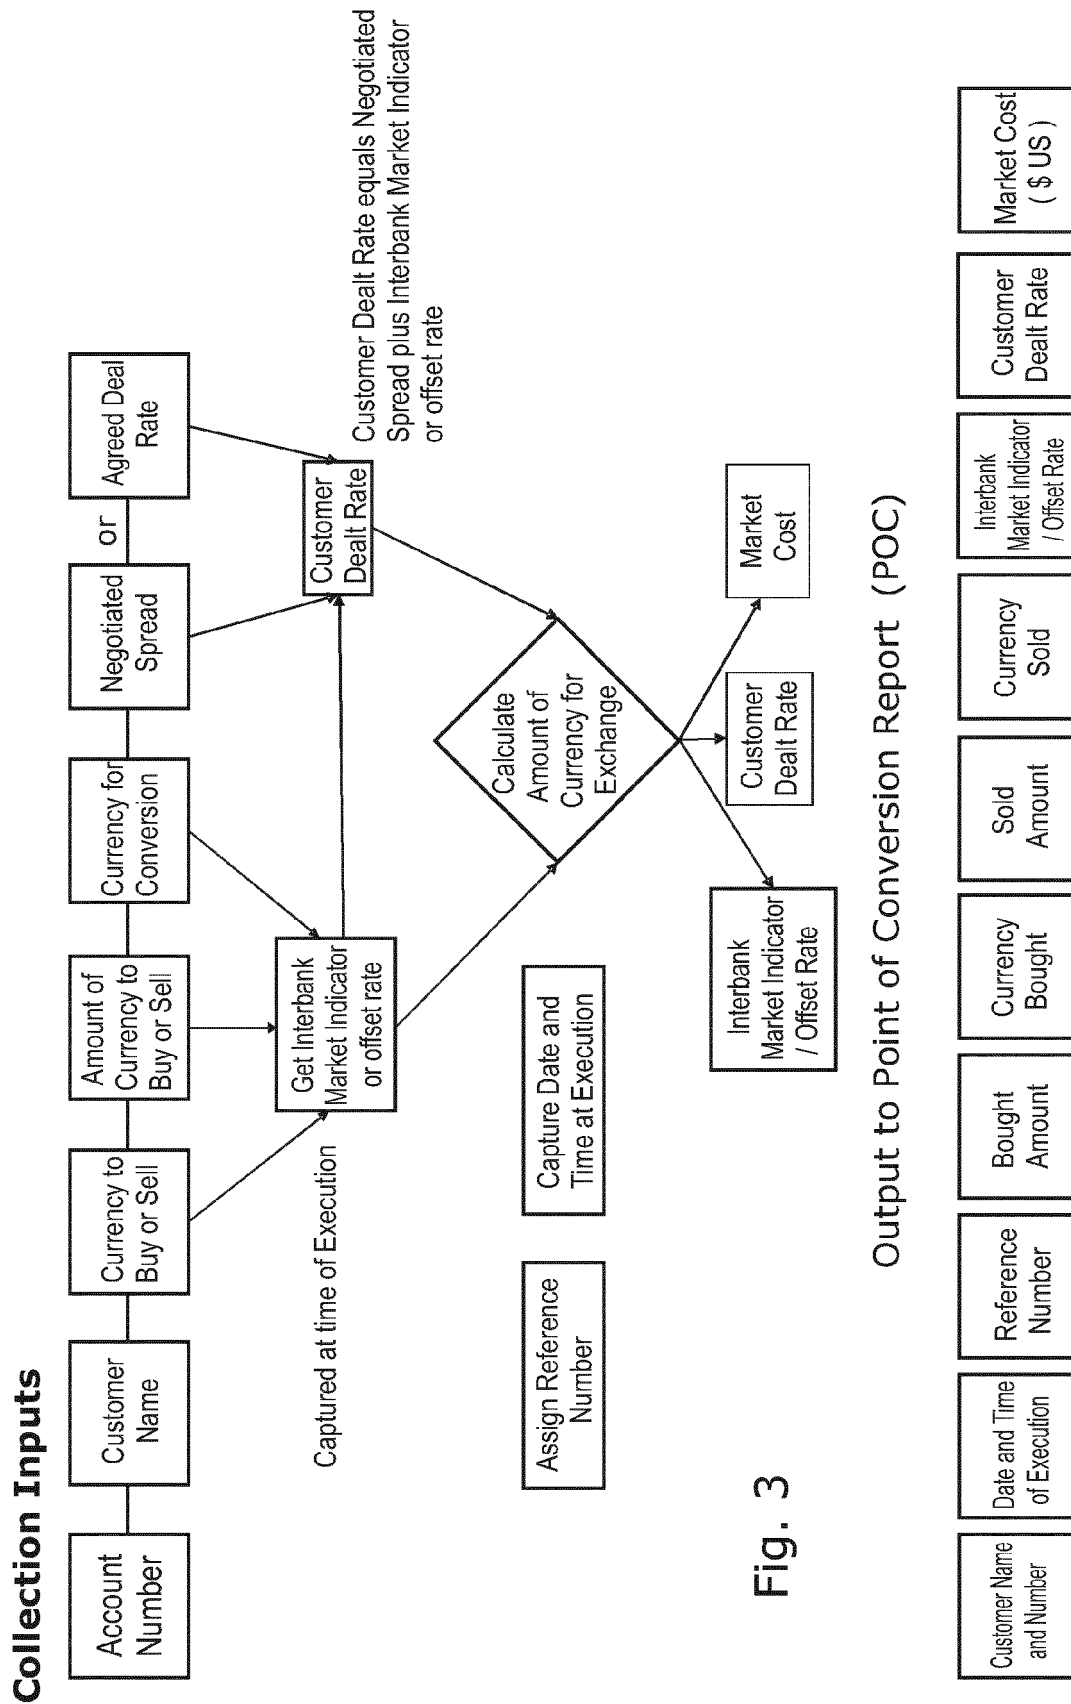 Collection Inputs
Account
Number
Customer
Name
Currency to
Buy or Sell
Amount of
Currency to
Buy or Sell
Currency for
Conversion
Negotiated
Spread
or
Agreed Deal
Rate
Captured at time of Execution
Get Interbank
Market Indicator
or offset rate
Customer
Dealt Rate
Customer Dealt Rate equals Negotiated
Spread plus Interbank Market Indicator
or offset rate
Assign Reference
Number
Capture Date and
Time at Execution
Calculate
Amount of
Currency for
Exchange
Interbank
Market Indicator
/ Offset Rate
Customer
Dealt Rate
Market
Cost
Fig. 3
Output to Point of Conversion Report (POC)
Customer Name
and Number
Date and Time
of Execution
Reference
Number
Bought
Amount
Currency
Bought
Sold
Amount
Currency
Sold
Interbank
Market Indicator
/ Offset Rate
Customer
Dealt Rate
Market Cost
( $ US )